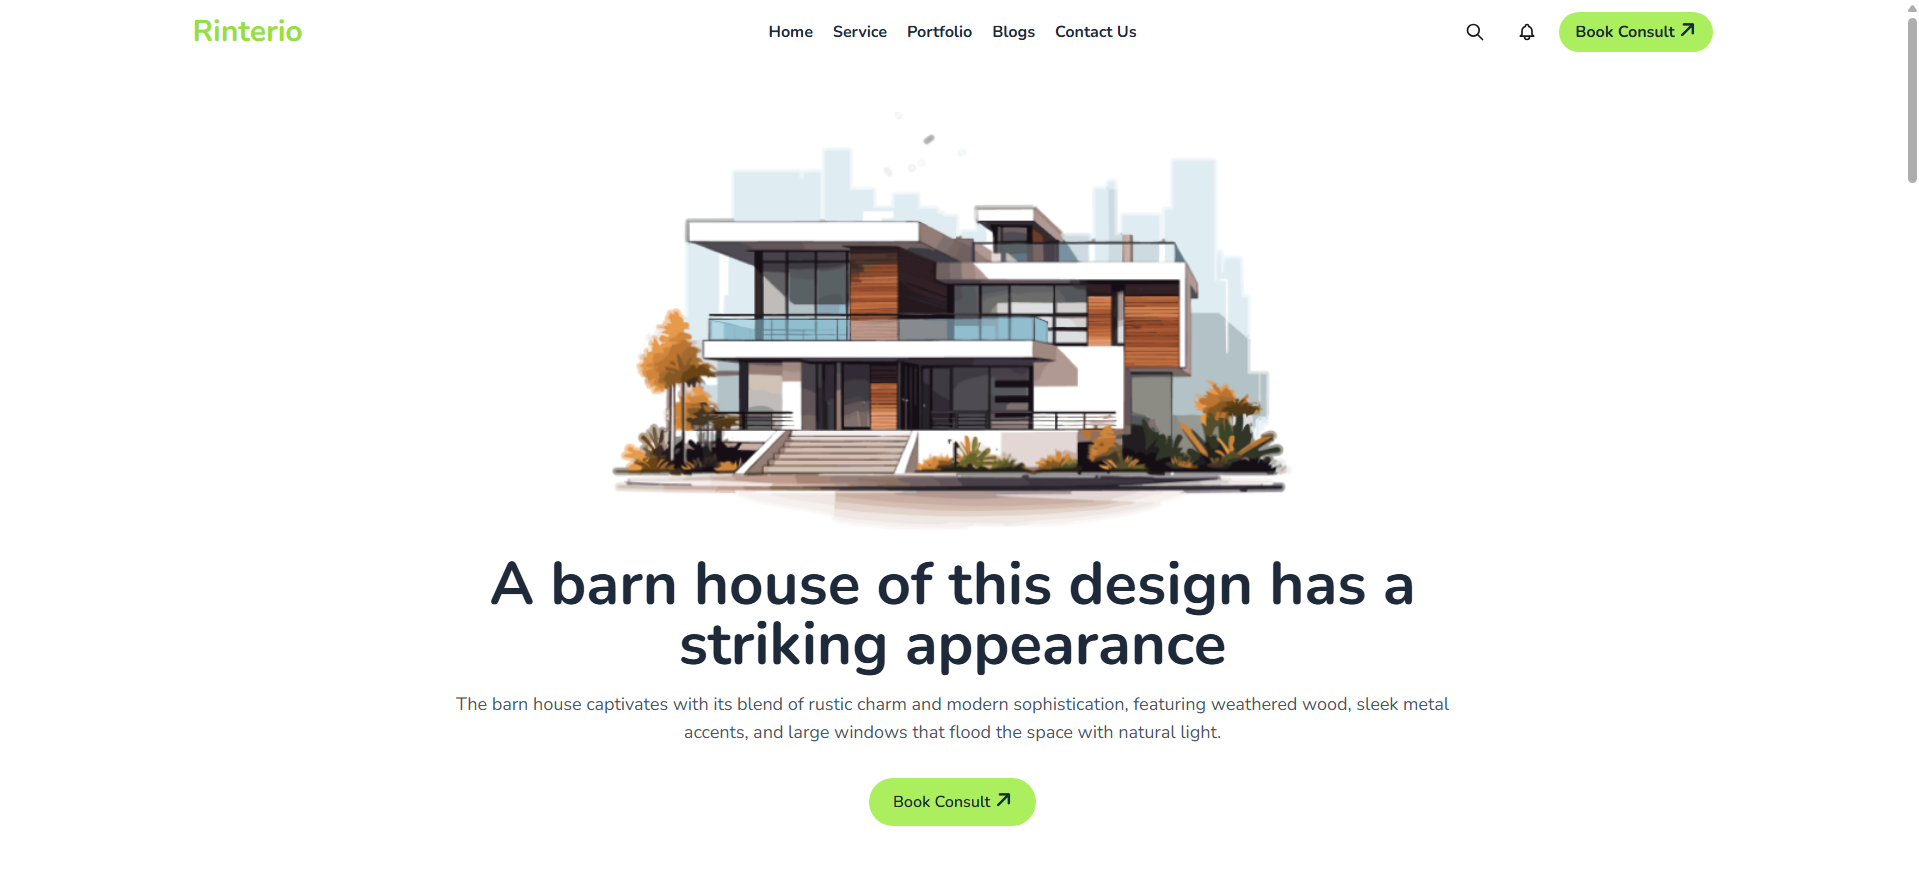 Rinterio
Home Service Portfolio Blogs Contact Us
Book Consult
A barn house of this design has a
striking appearance
The barn house captivates with its blend of rustic charm and modern sophistication, featuring weathered wood, sleek metal
accents, and large windows that flood the space with natural light.
Book Consult